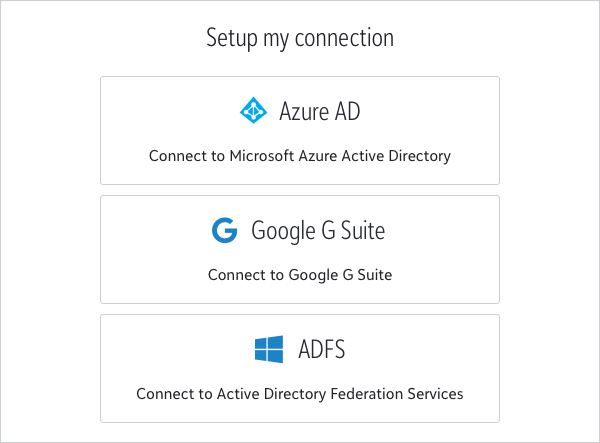 Setup my connection
Azure AD
Connect to Microsoft Azure Active Directory
Google G Suite
Connect to Google G Suite
ADFS
Connect to Active Directory Federation Services